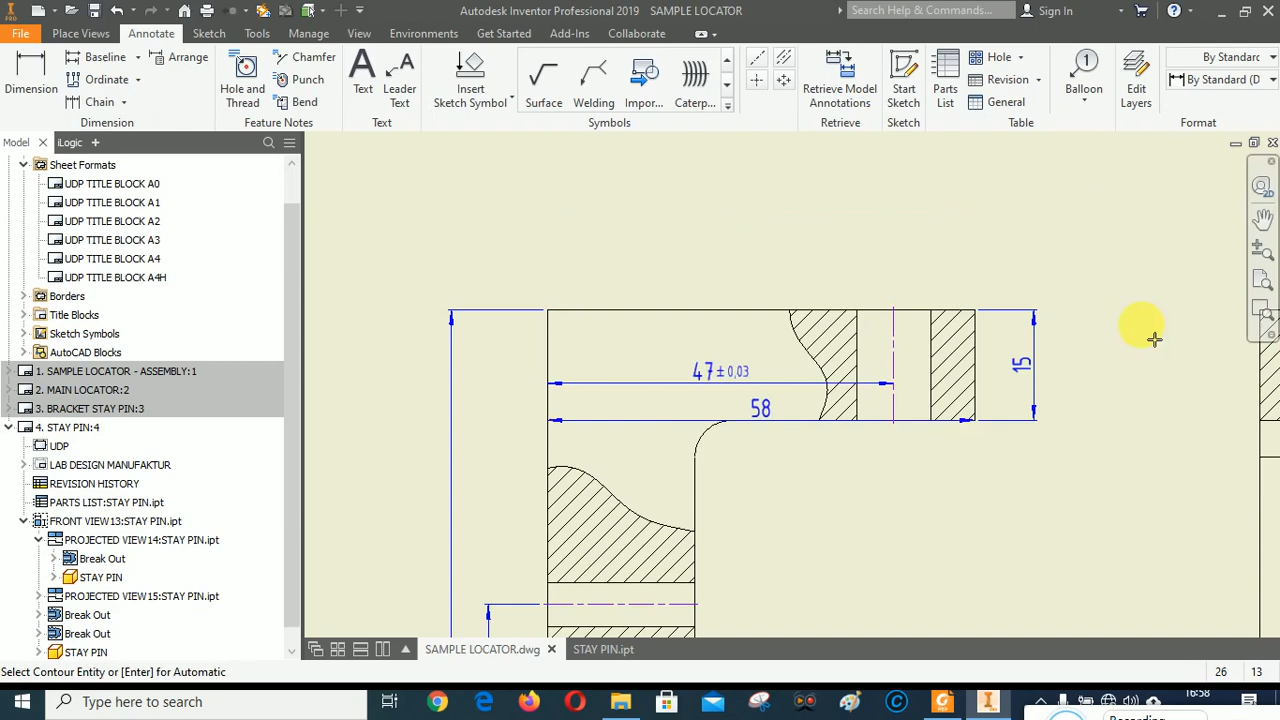 Autodesk Inventor Professional 2019 SAMPLE LOCATOR
Search Help & Commands...
Sign In
File Place Views Annotate Sketch Tools Manage View Environments Get Started Add-Ins Collaborate
Baseline Arrange Chamfer Hole By Standarc
Ordinate Punch Revision By Standard (D
Chain Bend General
Dimension Hole and Thread Text Leader Text Insert Sketch Symbol Surface Welding Impor... Caterp... Retrieve Model Annotations Start Sketch Parts List Balloon Edit Layers
Dimension Feature Notes Text Symbols Retrieve Sketch Table Format
Model iLogic
Sheet Formats
UDP TITLE BLOCK A0
UDP TITLE BLOCK A1
UDP TITLE BLOCK A2
UDP TITLE BLOCK A3
UDP TITLE BLOCK A4
UDP TITLE BLOCK A4H
Borders
Title Blocks
Sketch Symbols
AutoCAD Blocks
1. SAMPLE LOCATOR - ASSEMBLY:1
2. MAIN LOCATOR:2
3. BRACKET STAY PIN:3
4. STAY PIN:4
UDP
LAB DESIGN MANUFAKTUR
REVISION HISTORY
PARTS LIST:STAY PIN.ipt
FRONT VIEW13:STAY PIN.ipt
PROJECTED VIEW14:STAY PIN.ipt
Break Out
STAY PIN
PROJECTED VIEW15:STAY PIN.ipt
Break Out
Break Out
STAY PIN
47±0,03
58
15
SAMPLE LOCATOR.dwg STAY PIN.ipt
Select Contour Entity or [Enter] for Automatic
26 13
Type here to search
16:58
Recording